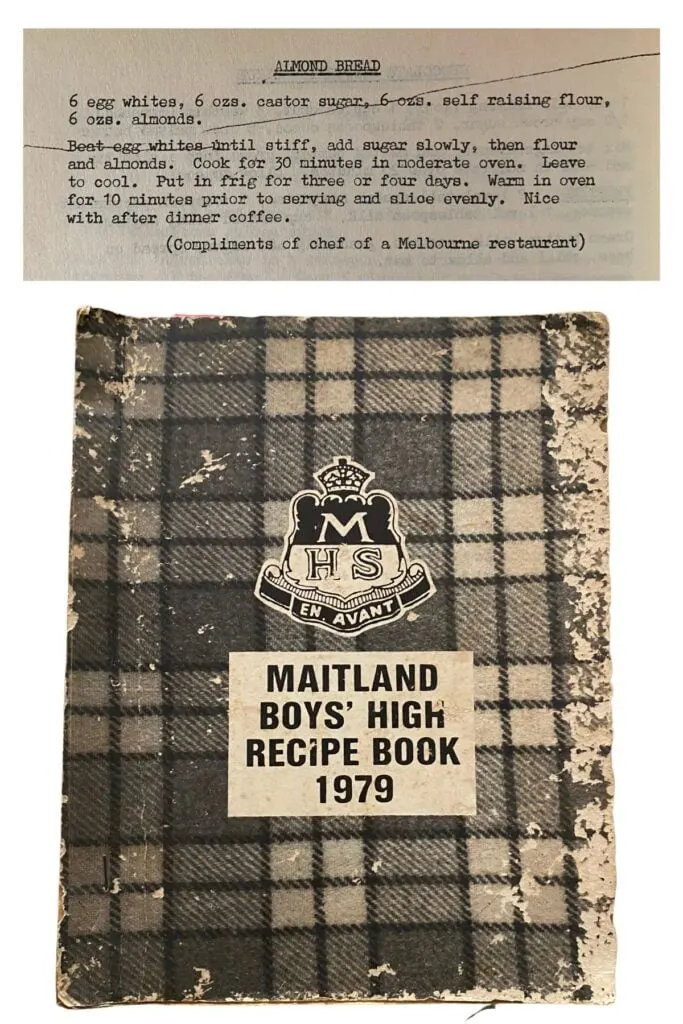 ALMOND BREAD
6 egg whites, 6 ozs. castor sugar, 6 ozs. self raising flour,
6 ozs. almonds.
Beat egg whites until stiff, add sugar slowly, then flour
and almonds. Cook for 30 minutes in moderate oven. Leave
to cool. Put in frig for three or four days. Warm in oven
for 10 minutes prior to serving and slice evenly. Nice
with after dinner coffee.
(Compliments of chef of a Melbourne restaurant)
M
HS
EN AVANT
MAITLAND
BOYS' HIGH
RECIPE BOOK
1979